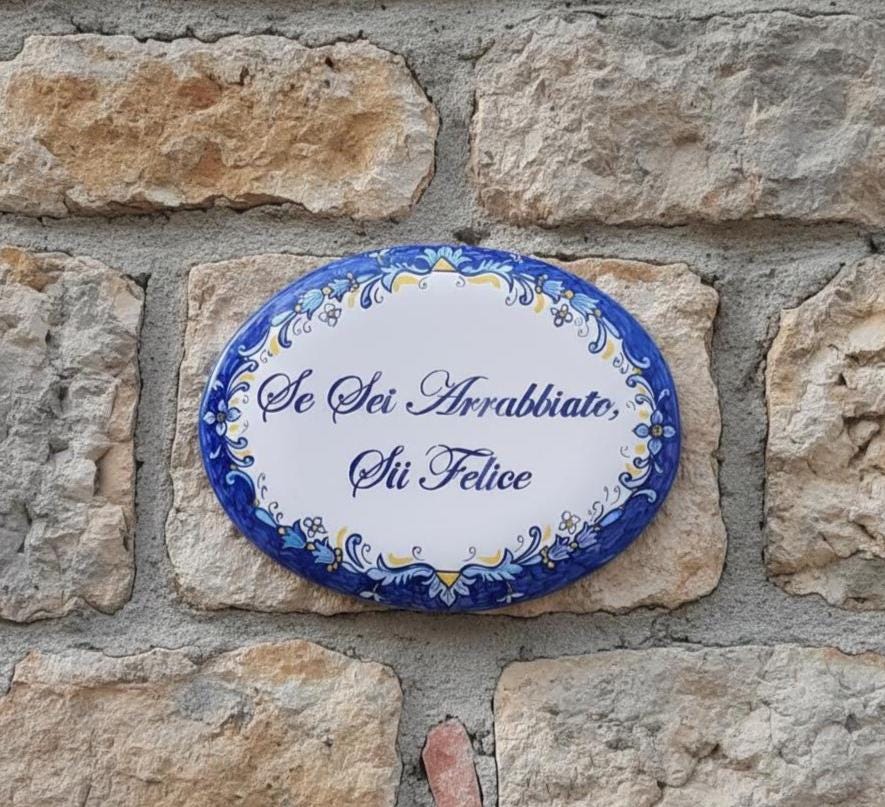 Se Sei Arrabbiato,
Sii Felice